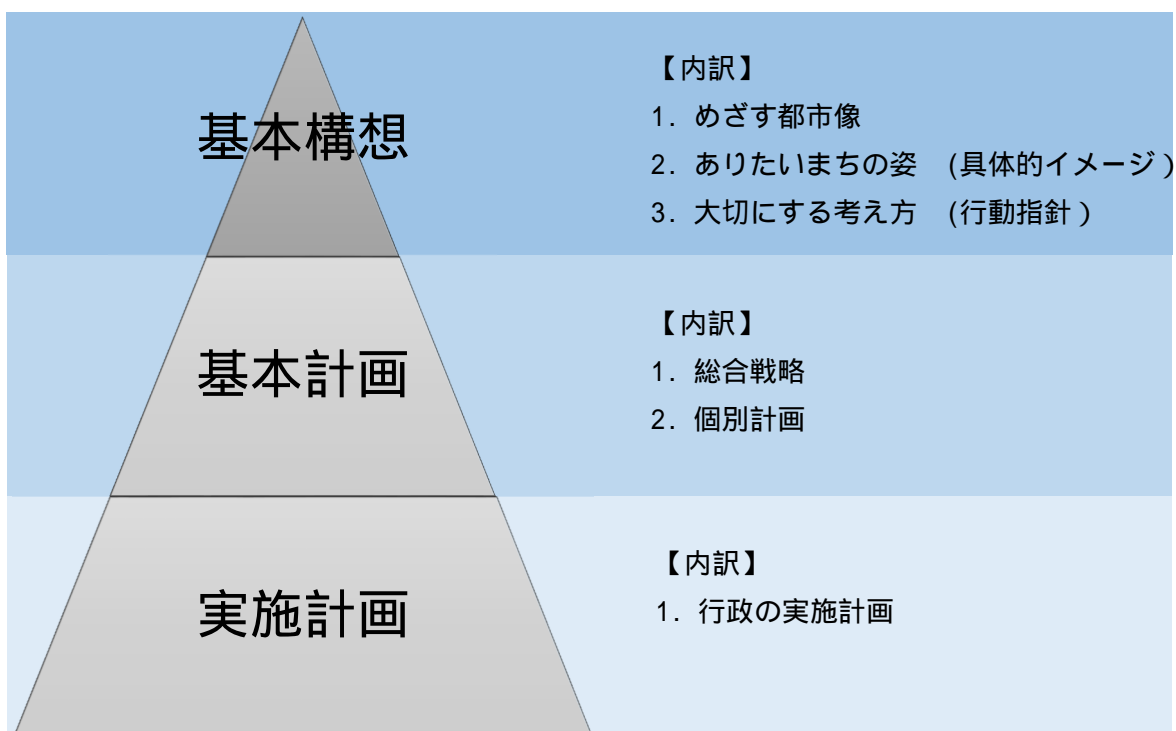 基本構想
【内訳】
1. めざす都市像
2. ありたいまちの姿　(具体的イメージ)
3. 大切にする考え方　(行動指針)
基本計画
【内訳】
1. 総合戦略
2. 個別計画
実施計画
【内訳】
1. 行政の実施計画